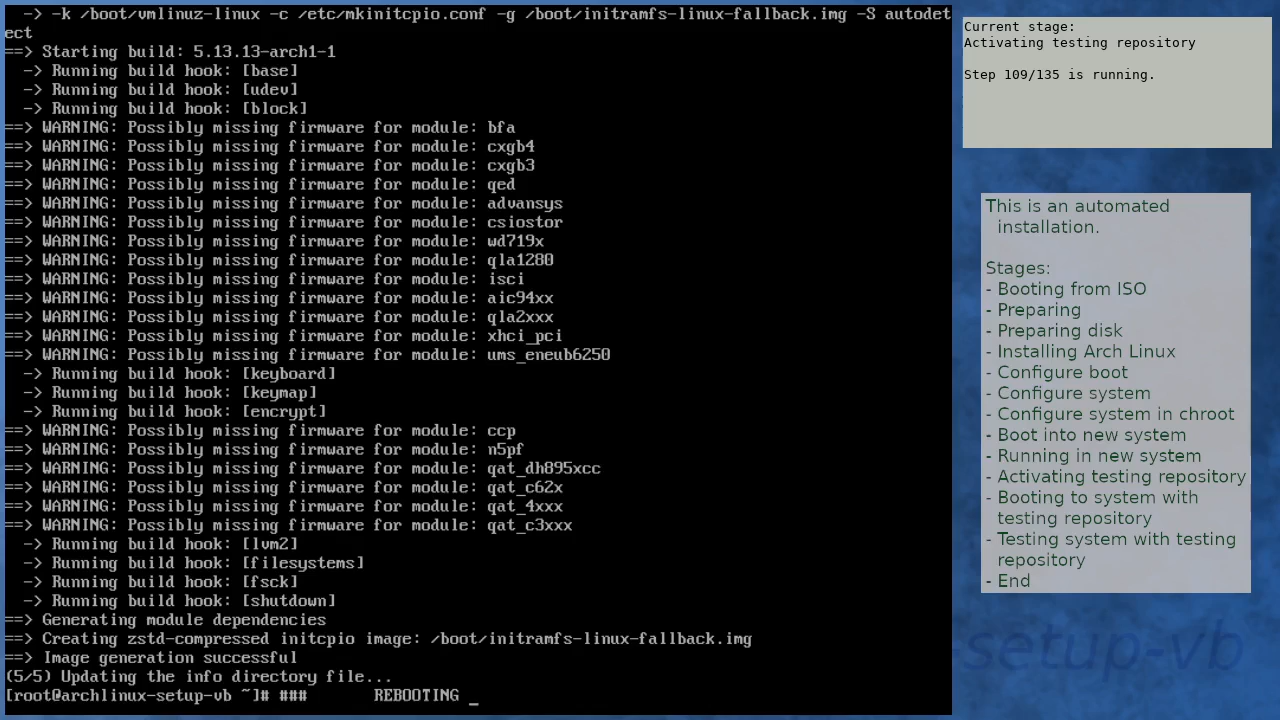 -> -k /boot/vmlinuz-linux -c /etc/mkinitcpio.conf -g /boot/initramfs-linux-fallback.img -S autodet
ect
==> Starting build: 5.13.13-arch1-1
  -> Running build hook: [base]
  -> Running build hook: [udev]
  -> Running build hook: [block]
==> WARNING: Possibly missing firmware for module: bfa
==> WARNING: Possibly missing firmware for module: cxgb4
==> WARNING: Possibly missing firmware for module: cxgb3
==> WARNING: Possibly missing firmware for module: qed
==> WARNING: Possibly missing firmware for module: advansys
==> WARNING: Possibly missing firmware for module: csiostor
==> WARNING: Possibly missing firmware for module: wd719x
==> WARNING: Possibly missing firmware for module: qla1280
==> WARNING: Possibly missing firmware for module: isci
==> WARNING: Possibly missing firmware for module: aic94xx
==> WARNING: Possibly missing firmware for module: qla2xxx
==> WARNING: Possibly missing firmware for module: xhci_pci
==> WARNING: Possibly missing firmware for module: ums_eneub6250
  -> Running build hook: [keyboard]
  -> Running build hook: [keymap]
  -> Running build hook: [encrypt]
==> WARNING: Possibly missing firmware for module: ccp
==> WARNING: Possibly missing firmware for module: n5pf
==> WARNING: Possibly missing firmware for module: qat_dh895xcc
==> WARNING: Possibly missing firmware for module: qat_c62x
==> WARNING: Possibly missing firmware for module: qat_4xxx
==> WARNING: Possibly missing firmware for module: qat_c3xxx
  -> Running build hook: [lvm2]
  -> Running build hook: [filesystems]
  -> Running build hook: [fsck]
  -> Running build hook: [shutdown]
==> Generating module dependencies
==> Creating zstd-compressed initcpio image: /boot/initramfs-linux-fallback.img
==> Image generation successful
(5/5) Updating the info directory file...
[root@archlinux-setup-vb ~]# ###       REBOOTING _
Current stage:
Activating testing repository
Step 109/135 is running.
This is an automated
installation.
Stages:
- Booting from ISO
- Preparing
- Preparing disk
- Installing Arch Linux
- Configure boot
- Configure system
- Configure system in chroot
- Boot into new system
- Running in new system
- Activating testing repository
- Booting to system with
testing repository
- Testing system with testing
repository
- End
-setup-vb